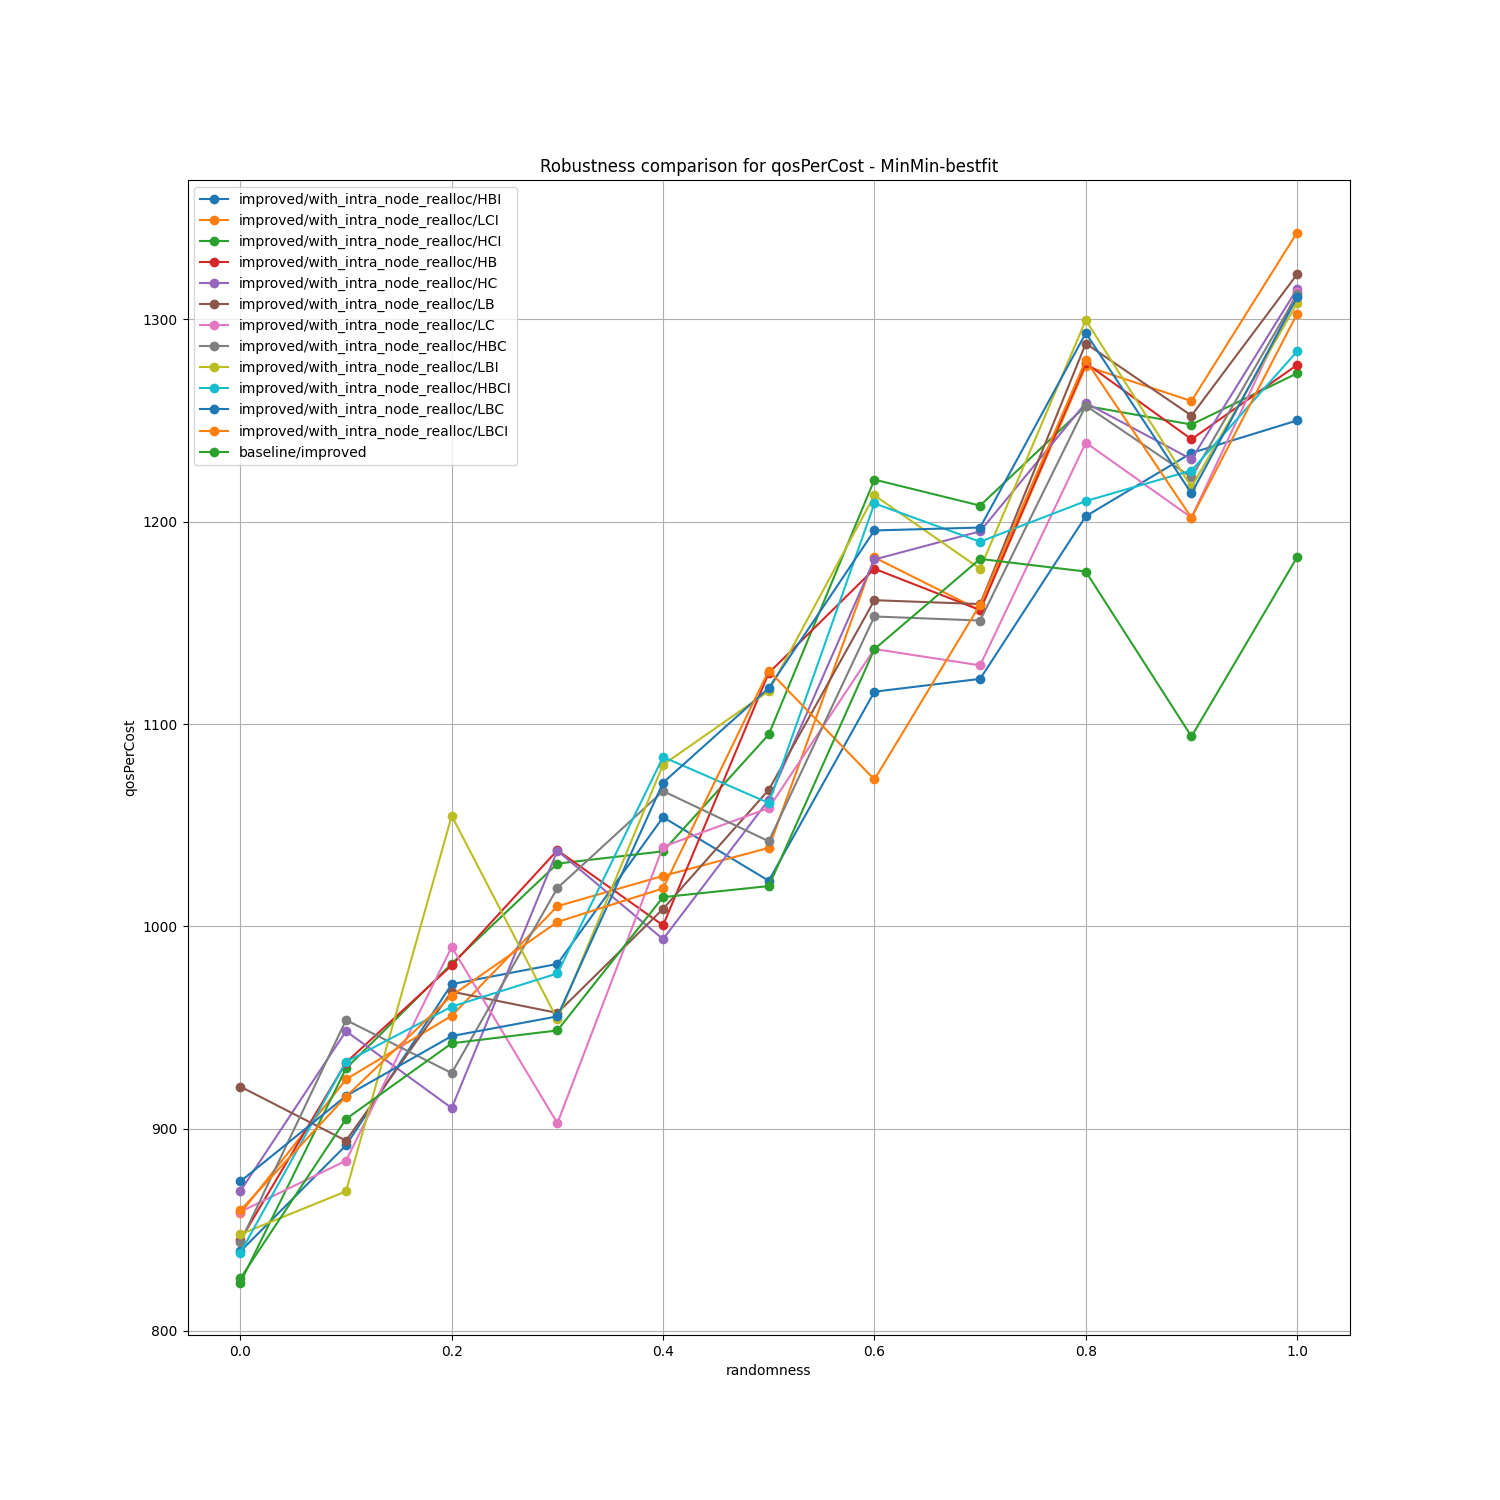 Robustness comparison for qosPerCost - MinMin-bestfit
improved/with_intra_node_realloc/HBI
improved/with_intra_node_realloc/LCI
improved/with_intra_node_realloc/HCI
improved/with_intra_node_realloc/HB
improved/with_intra_node_realloc/HC
improved/with_intra_node_realloc/LB
improved/with_intra_node_realloc/LC
improved/with_intra_node_realloc/HBC
improved/with_intra_node_realloc/LBI
improved/with_intra_node_realloc/HBCI
improved/with_intra_node_realloc/LBC
improved/with_intra_node_realloc/LBCI
baseline/improved
1300
1200
1100
1000
900
800
qosPerCost
0.0 0.2 0.4 0.6 0.8 1.0
randomness